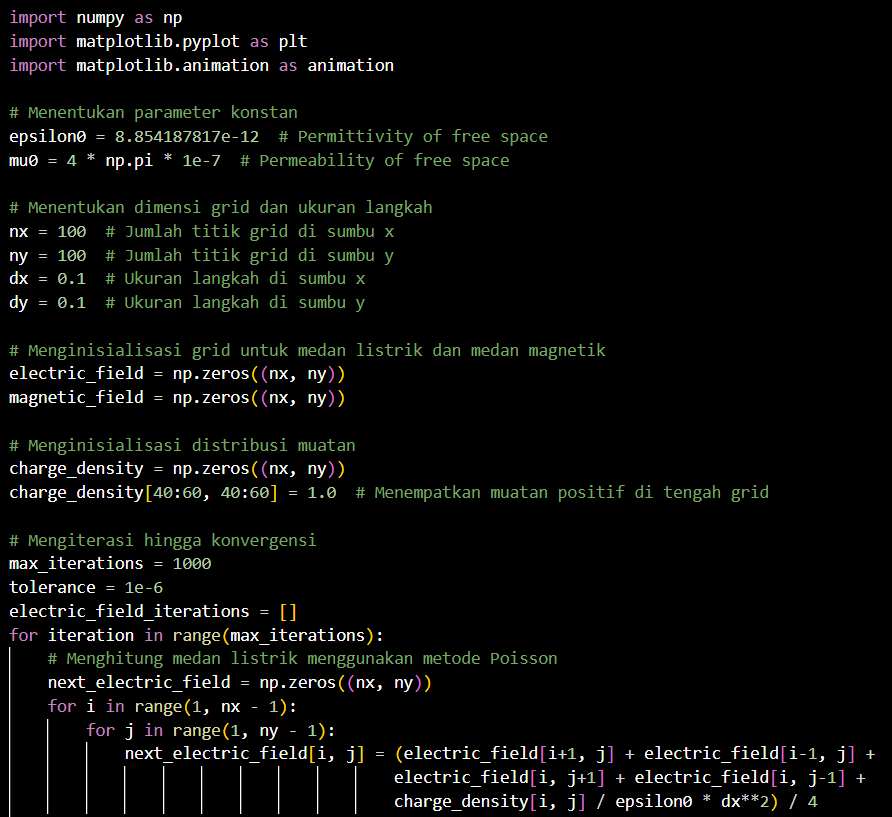 import numpy as np
import matplotlib.pyplot as plt
import matplotlib.animation as animation
# Menentukan parameter konstan
epsilon0 = 8.854187817e-12  # Permittivity of free space
mu0 = 4 * np.pi * 1e-7  # Permeability of free space
# Menentukan dimensi grid dan ukuran langkah
nx = 100  # Jumlah titik grid di sumbu x
ny = 100  # Jumlah titik grid di sumbu y
dx = 0.1  # Ukuran langkah di sumbu x
dy = 0.1  # Ukuran langkah di sumbu y
# Menginisialisasi grid untuk medan listrik dan medan magnetik
electric_field = np.zeros((nx, ny))
magnetic_field = np.zeros((nx, ny))
# Menginisialisasi distribusi muatan
charge_density = np.zeros((nx, ny))
charge_density[40:60, 40:60] = 1.0  # Menempatkan muatan positif di tengah grid
# Mengiterasi hingga konvergensi
max_iterations = 1000
tolerance = 1e-6
electric_field_iterations = []
for iteration in range(max_iterations):
    # Menghitung medan listrik menggunakan metode Poisson
    next_electric_field = np.zeros((nx, ny))
    for i in range(1, nx - 1):
        for j in range(1, ny - 1):
            next_electric_field[i, j] = (electric_field[i+1, j] + electric_field[i-1, j] +
                                        electric_field[i, j+1] + electric_field[i, j-1] +
                                        charge_density[i, j] / epsilon0 * dx**2) / 4